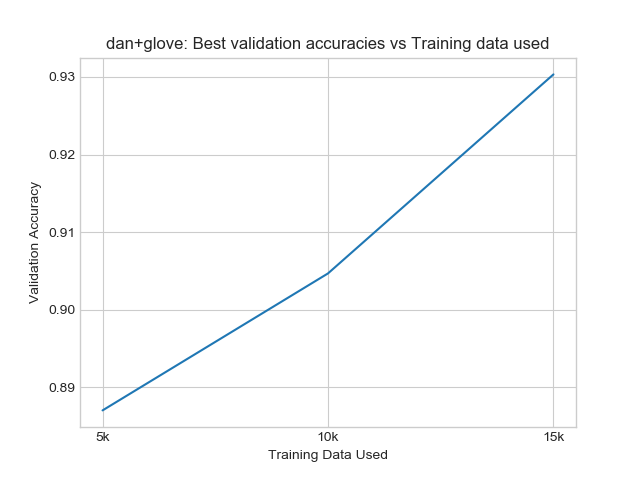 dan+glove: Best validation accuracies vs Training data used
0.93
0.92
0.91
0.90
0.89
Validation Accuracy
5k 10k 15k
Training Data Used